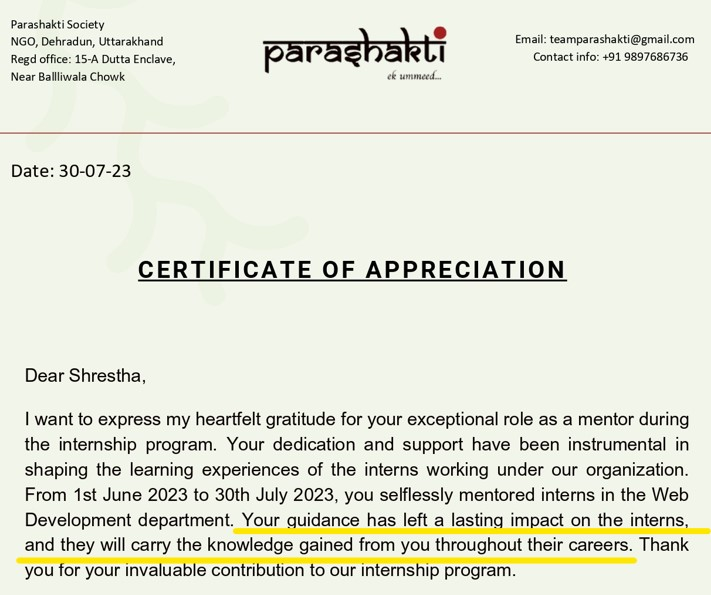 Parashakti Society
NGO, Dehradun, Uttarakhand
Regd office: 15-A Dutta Enclave,
Near Ballliwala Chowk
parashakti
ek ummeed...
Email: teamparashakti@gmail.com
Contact info: +91 9897686736
Date: 30-07-23
CERTIFICATE OF APPRECIATION
Dear Shrestha,
I want to express my heartfelt gratitude for your exceptional role as a mentor during
the internship program. Your dedication and support have been instrumental in
shaping the learning experiences of the interns working under our organization.
From 1st June 2023 to 30th July 2023, you selflessly mentored interns in the Web
Development department. Your guidance has left a lasting impact on the interns,
and they will carry the knowledge gained from you throughout their careers. Thank
you for your invaluable contribution to our internship program.